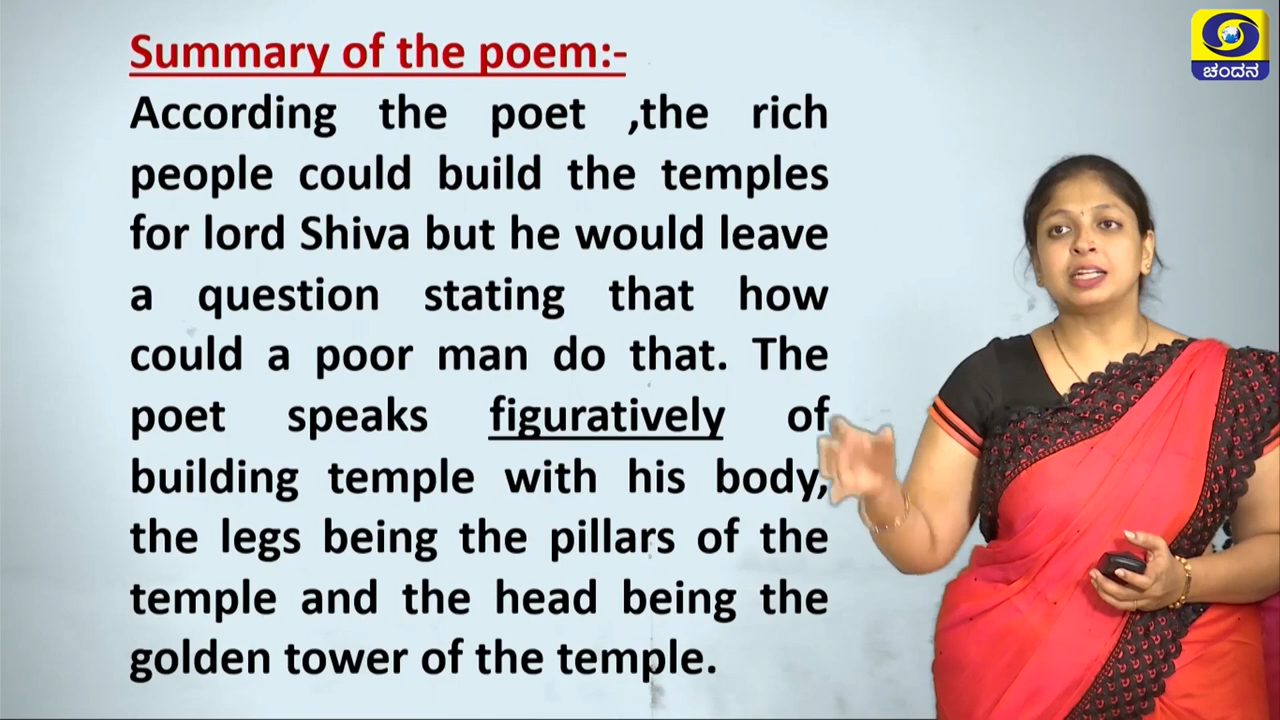 Summary of the poem:-
According the poet ,the rich
people could build the temples
for lord Shiva but he would leave
a question stating that how
could a poor man do that. The
poet speaks figuratively of
building temple with his body,
the legs being the pillars of the
temple and the head being the
golden tower of the temple.
ಚಂದನ